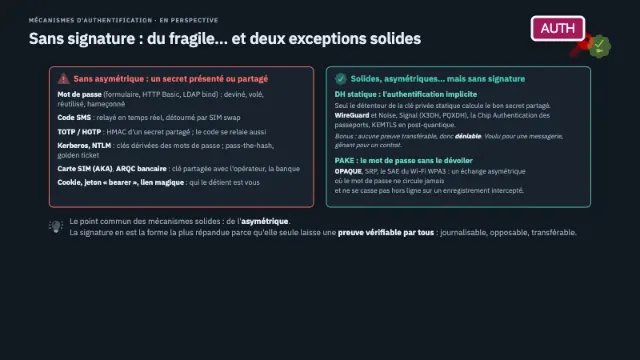 MÉCANISMES D'AUTHENTIFICATION · EN PERSPECTIVE
Sans signature : du fragile… et deux exceptions solides
AUTH
Sans asymétrique : un secret présenté ou partagé
Mot de passe (formulaire, HTTP Basic, LDAP bind) : deviné, volé,
réutilisé, hameçonné
Code SMS : relayé en temps réel, détourné par SIM swap
TOTP / HOTP : HMAC d'un secret partagé ; le code se relaie aussi
Kerberos, NTLM : clés dérivées des mots de passe ; pass-the-hash,
golden ticket
Carte SIM (AKA), ARQC bancaire : clé partagée avec l'opérateur, la banque
Cookie, jeton « bearer », lien magique : qui le détient est vous
Solides, asymétriques… mais sans signature
DH statique : l'authentification implicite
Seul le détenteur de la clé privée statique calcule le bon secret partagé.
WireGuard et Noise, Signal (X3DH, PQXDH), la Chip Authentication des
passeports, KEMTLS en post-quantique.
Bonus : aucune preuve transférable, donc déniable. Voulu pour une messagerie,
gênant pour un contrat.
PAKE : le mot de passe sans le dévoiler
OPAQUE, SRP, le SAE du Wi-Fi WPA3 : un échange asymétrique
où le mot de passe ne circule jamais
et ne se casse pas hors ligne sur un enregistrement intercepté.
Le point commun des mécanismes solides : de l'asymétrique.
La signature en est la forme la plus répandue parce qu'elle seule laisse une preuve vérifiable par tous : journalisable, opposable, transférable.